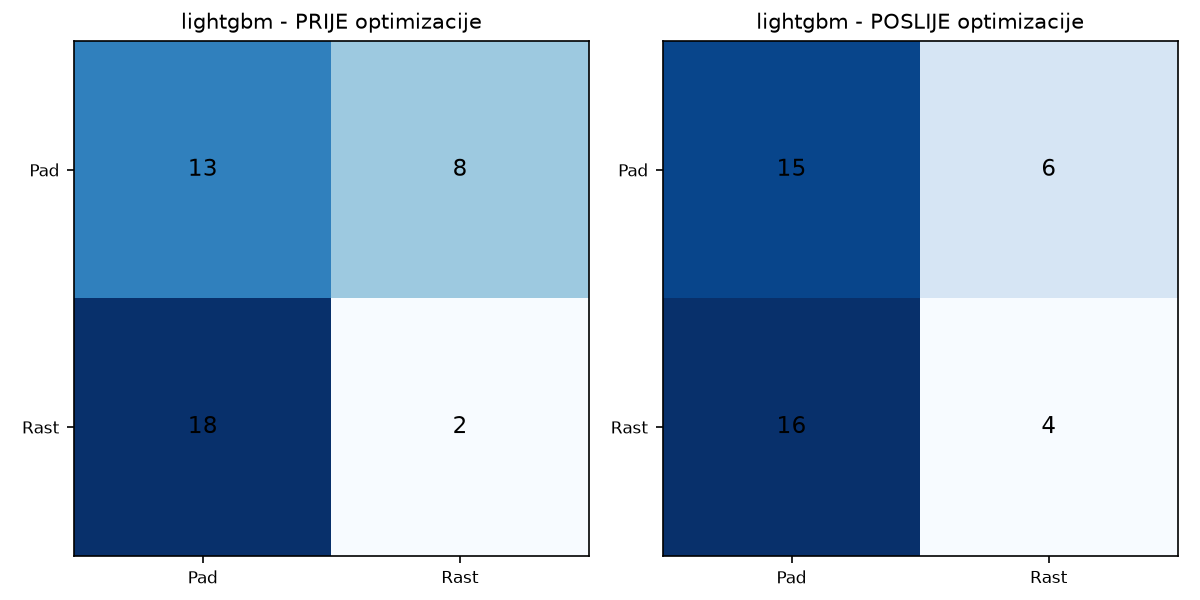 lightgbm - PRIJE optimizacije
Pad
13
8
Rast
18
2
Pad
Rast
lightgbm - POSLIJE optimizacije
Pad
15
6
Rast
16
4
Pad
Rast